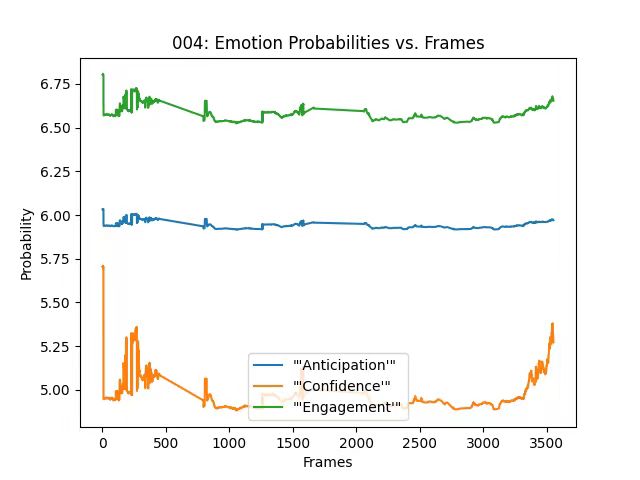 004: Emotion Probabilities vs. Frames
Probability
6.75
6.50
6.25
6.00
5.75
5.50
5.25
5.00
"'Anticipation'"
"'Confidence'"
"'Engagement'"
0 500 1000 1500 2000 2500 3000 3500
Frames